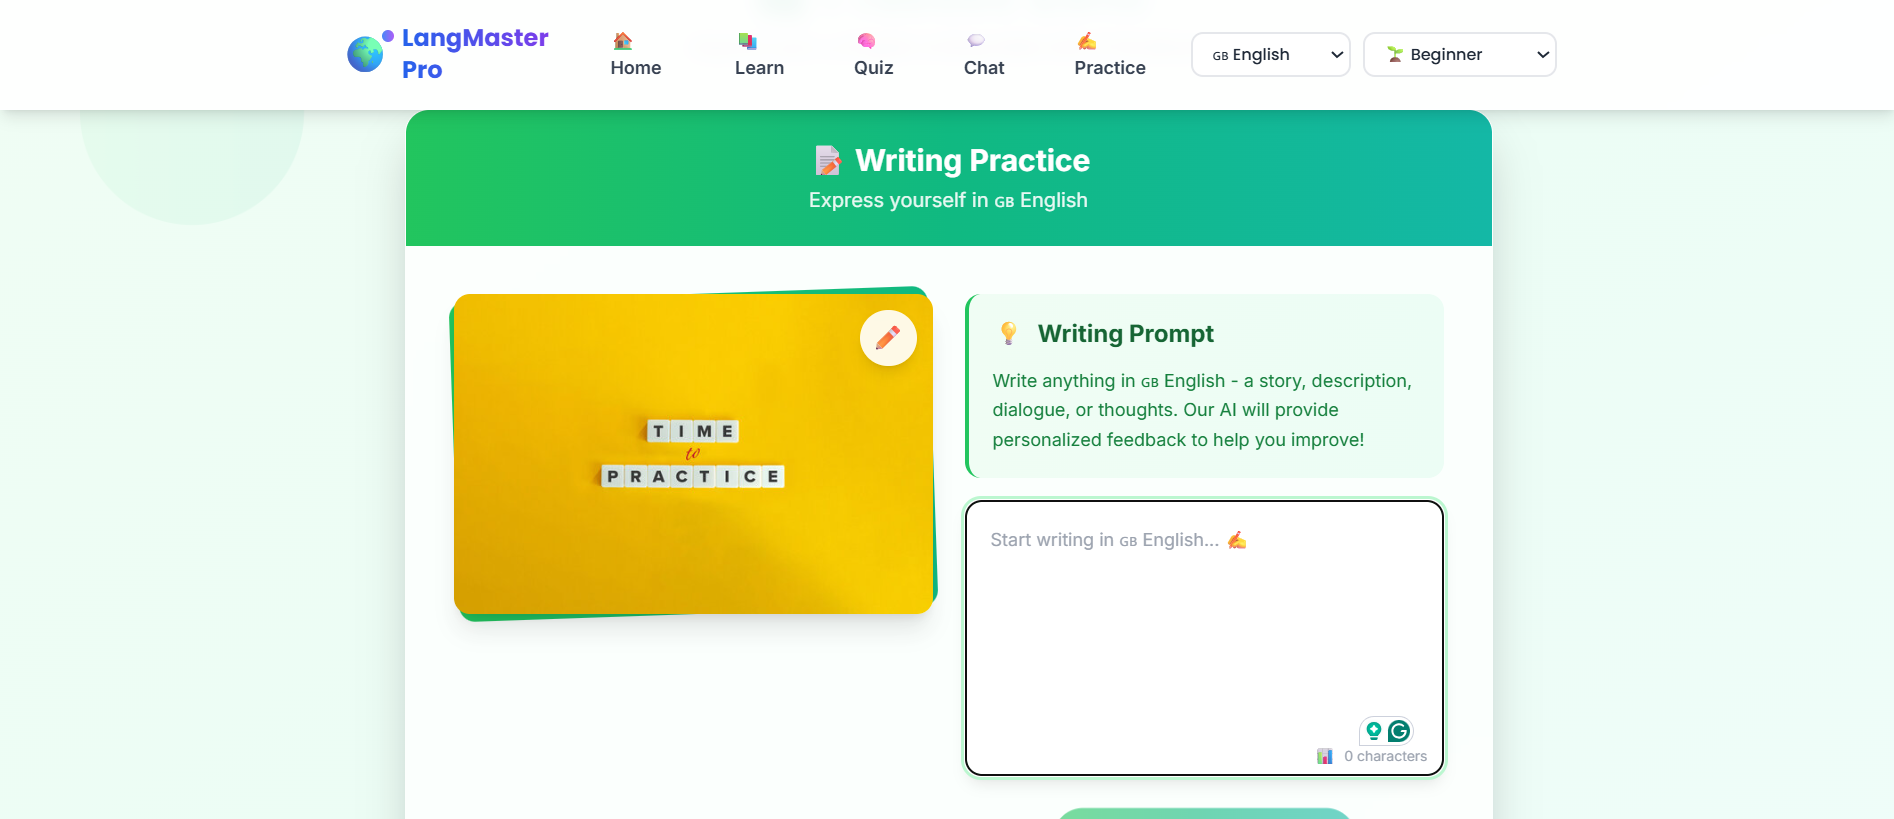 LangMaster
Pro
Home
Learn
Quiz
Chat
Practice
GB English
Beginner
Writing Practice
Express yourself in GB English
TIME
to
PRACTICE
Writing Prompt
Write anything in GB English - a story, description,
dialogue, or thoughts. Our AI will provide
personalized feedback to help you improve!
Start writing in GB English...
0 characters